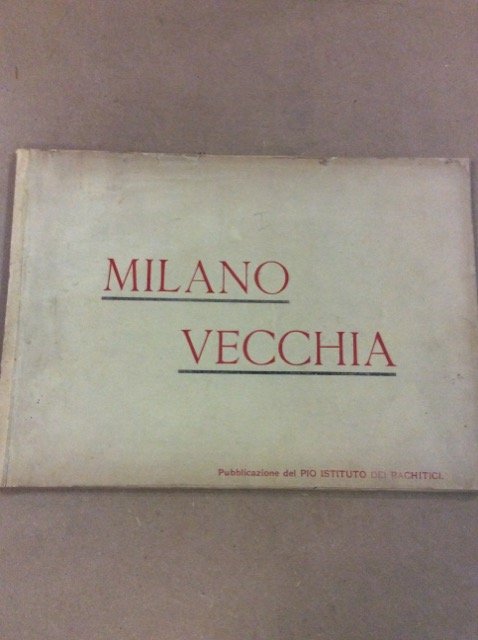 MILANO
VECCHIA
Pubblicazione del PIO ISTITUTO DEI RACHITICI.